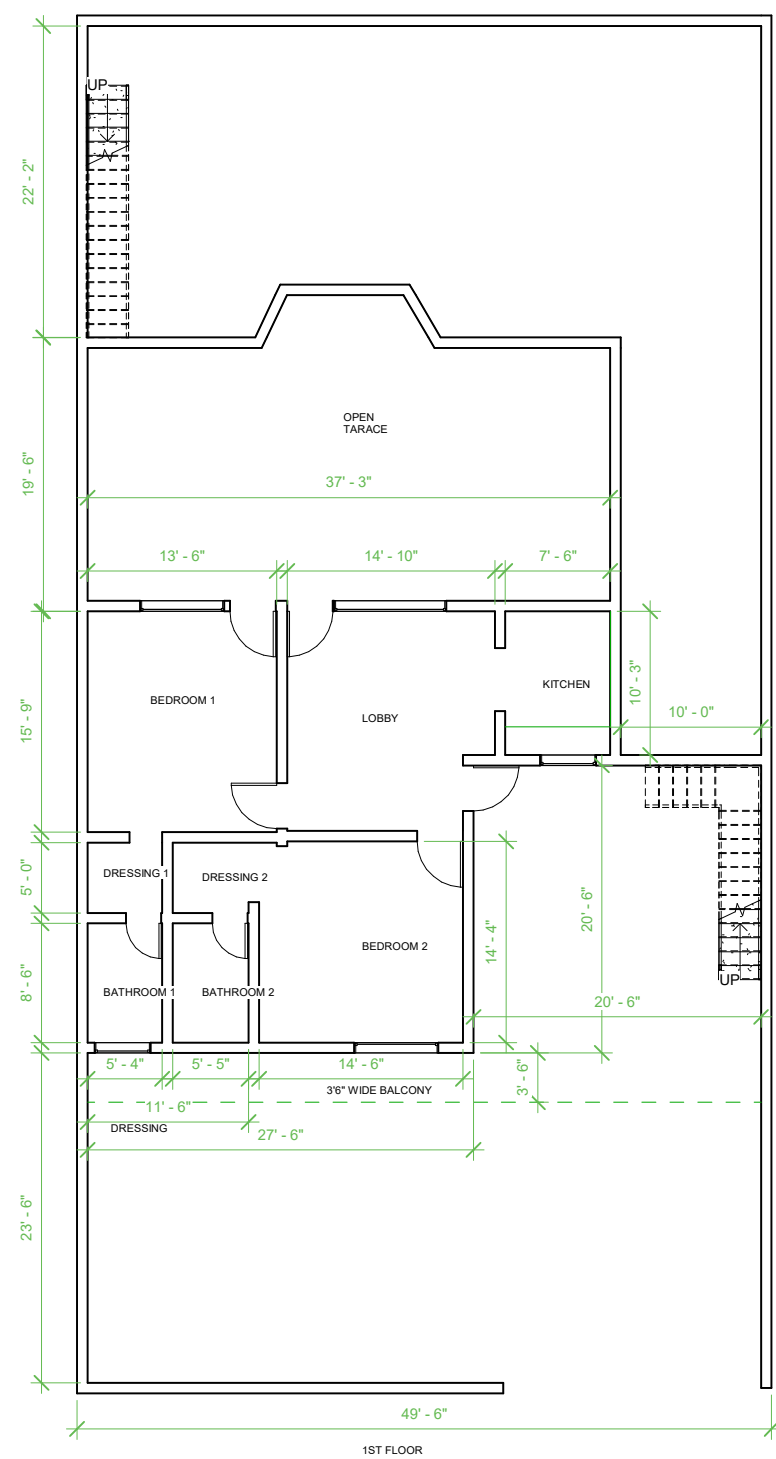 UP
22' - 2"
OPEN
TARACE
19' - 6"
37' - 3"
13' - 6"
14' - 10"
7' - 6"
BEDROOM 1
LOBBY
KITCHEN
10' - 3"
10' - 0"
15' - 9"
DRESSING 1
DRESSING 2
5' - 0"
14' - 4"
20' - 6"
BEDROOM 2
8' - 6"
BATHROOM 1
BATHROOM 2
UP
20' - 6"
5' - 4"
5' - 5"
14' - 6"
3' - 6"
3'6" WIDE BALCONY
11' - 6"
DRESSING
27' - 6"
23' - 6"
49' - 6"
1ST FLOOR